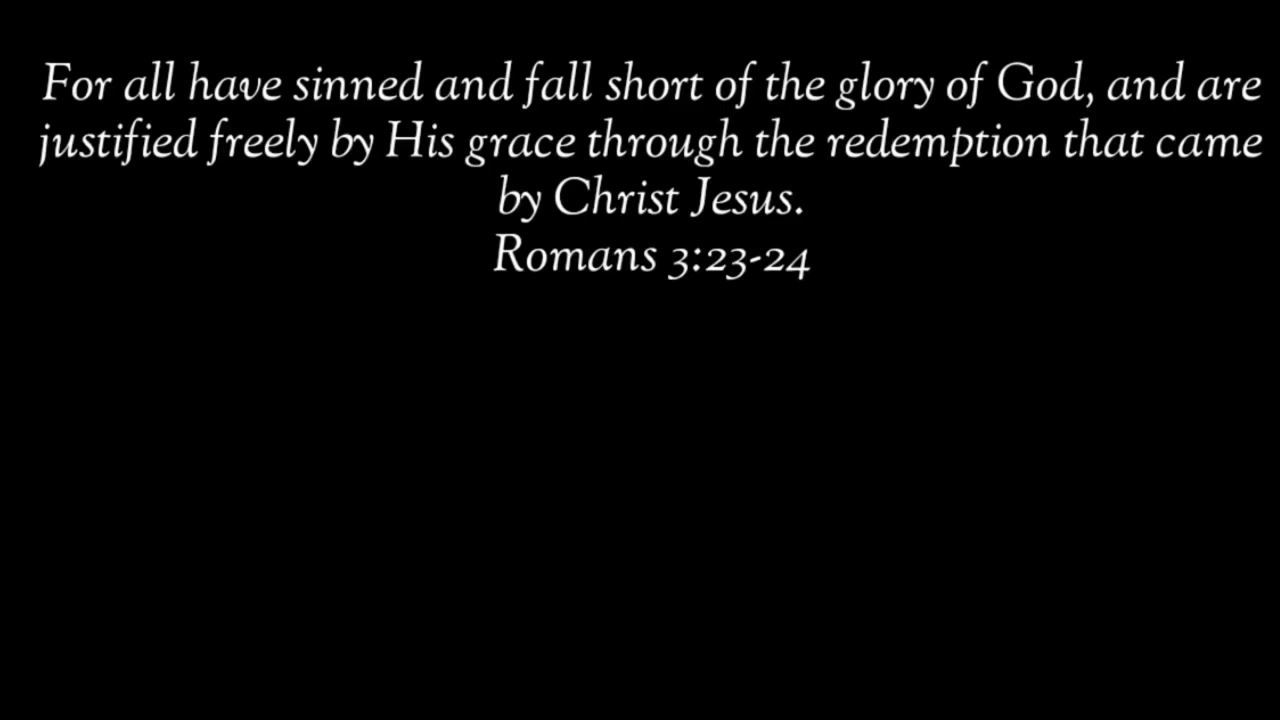 For all have sinned and fall short of the glory of God, and are
justified freely by His grace through the redemption that came
by Christ Jesus.
Romans 3:23-24